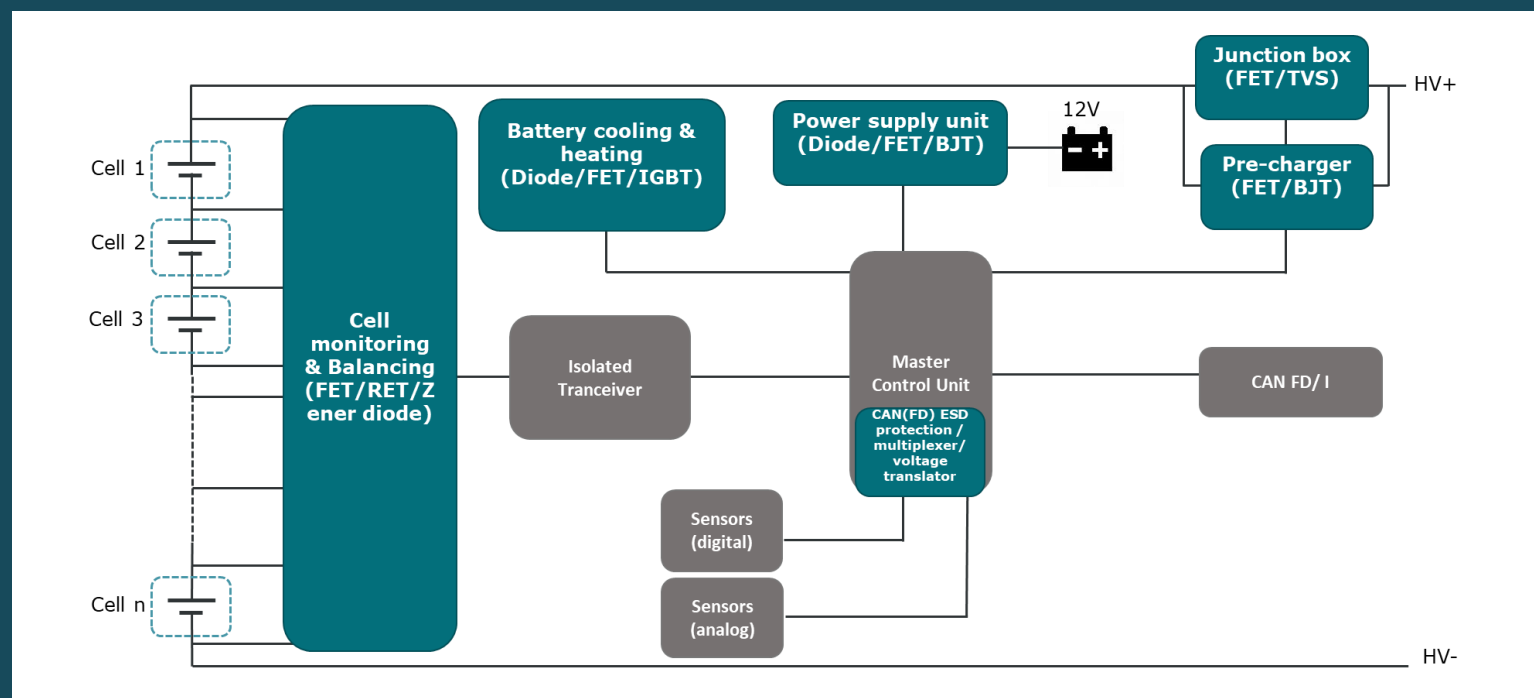 Junction box
(FET/TVS)
HV+
12V
Battery cooling &
heating
(Diode/FET/IGBT)
Power supply unit
(Diode/FET/BJT)
Pre-charger
(FET/BJT)
Cell 1
Cell 2
Cell 3
Cell
monitoring
& Balancing
(FET/RET/Z
ener diode)
Isolated
Tranceiver
Master
Control Unit
CAN FD/ I
CAN(FD) ESD
protection /
multiplexer/
voltage
translator
Sensors
(digital)
Cell n
Sensors
(analog)
HV-